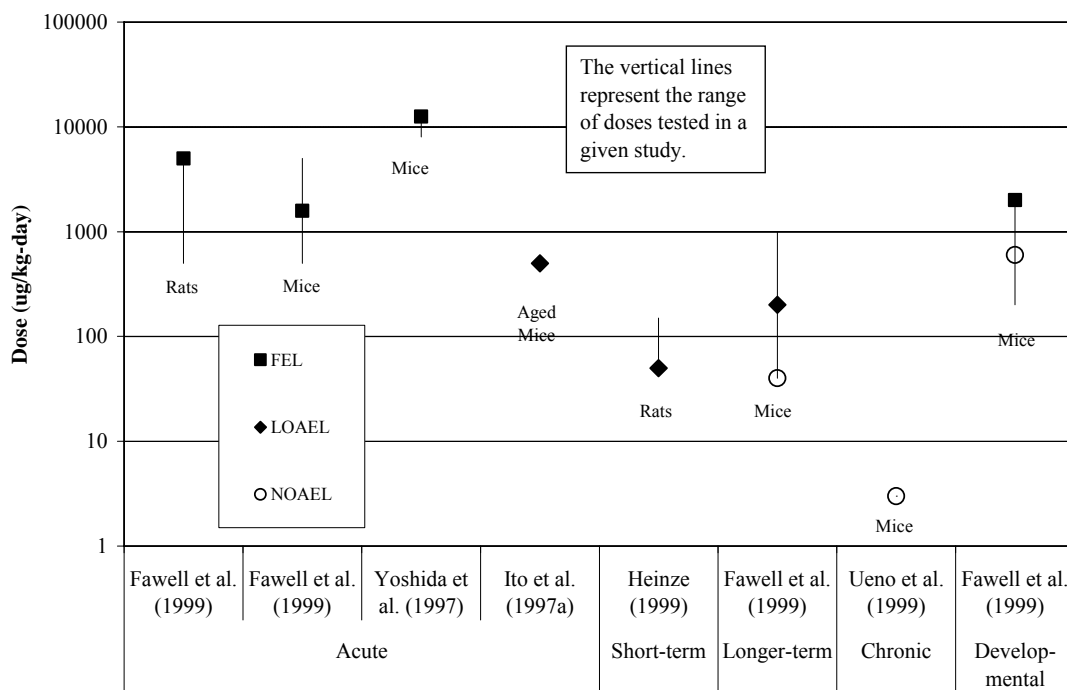 100000
10000
1000
100
10
1
Dose (ug/kg-day)
The vertical lines
represent the range
of doses tested in a
given study.
Rats
Mice
Mice
Aged
Mice
Rats
Mice
Mice
Mice
FEL
LOAEL
NOAEL
Fawell et al.
(1999)
Fawell et al.
(1999)
Yoshida et
al. (1997)
Ito et al.
(1997a)
Heinze
(1999)
Fawell et al.
(1999)
Ueno et al.
(1999)
Fawell et al.
(1999)
Acute
Short-term
Longer-term
Chronic
Develop-
mental